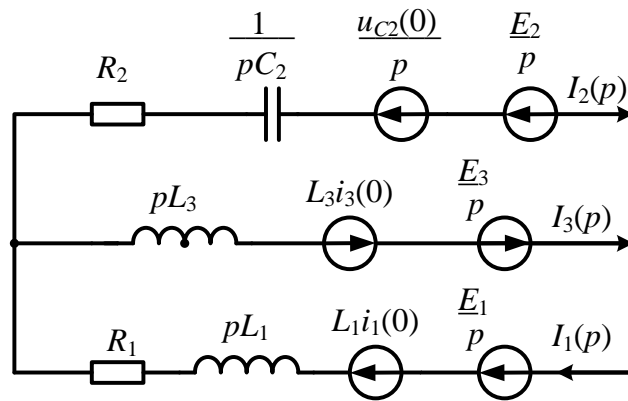 1
pC2
uC2(0)
p
E2
p
R2
I2(p)
pL3
L3i3(0)
E3
p
I3(p)
R1
pL1
L1i1(0)
E1
p
I1(p)